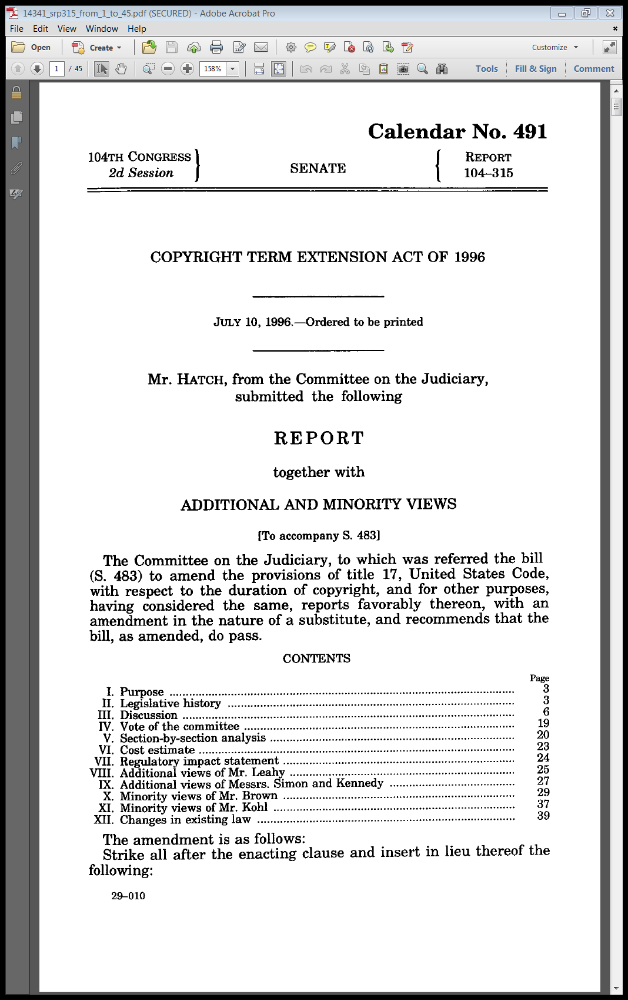 14341_srp315_from_1_to_45.pdf (SECURED) - Adobe Acrobat Pro
File Edit View Window Help
Open Create Customize
1 / 45 158% Tools Fill & Sign Comment
Calendar No. 491
104TH CONGRESS
2d Session
SENATE
REPORT
104–315
COPYRIGHT TERM EXTENSION ACT OF 1996
JULY 10, 1996.—Ordered to be printed
Mr. HATCH, from the Committee on the Judiciary,
submitted the following
REPORT
together with
ADDITIONAL AND MINORITY VIEWS
[To accompany S. 483]
The Committee on the Judiciary, to which was referred the bill
(S. 483) to amend the provisions of title 17, United States Code,
with respect to the duration of copyright, and for other purposes,
having considered the same, reports favorably thereon, with an
amendment in the nature of a substitute, and recommends that the
bill, as amended, do pass.
CONTENTS
Page
I. Purpose ........ 3
II. Legislative history ........ 3
III. Discussion ........ 6
IV. Vote of the committee ........ 19
V. Section-by-section analysis ........ 20
VI. Cost estimate ........ 23
VII. Regulatory impact statement ........ 24
VIII. Additional views of Mr. Leahy ........ 25
IX. Additional views of Messrs. Simon and Kennedy ........ 27
X. Minority views of Mr. Brown ........ 29
XI. Minority views of Mr. Kohl ........ 37
XII. Changes in existing law ........ 39
The amendment is as follows:
Strike all after the enacting clause and insert in lieu thereof the
following:
29–010